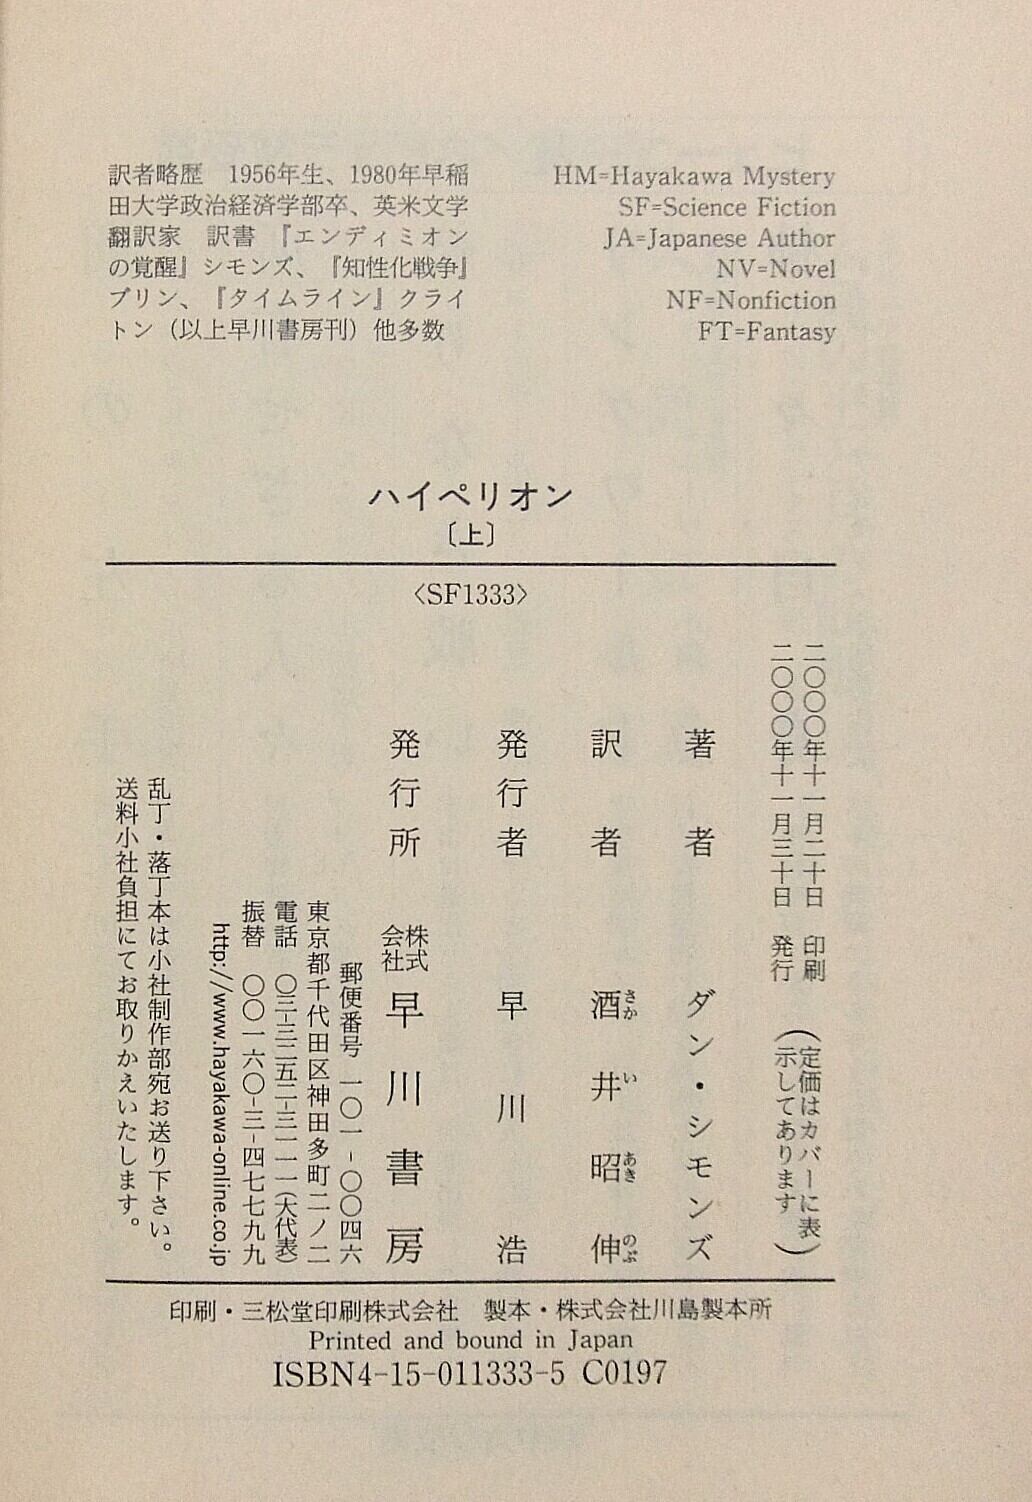 訳者略歴　1956年生、1980年早稲
田大学政治経済学部卒、英米文学
翻訳家　訳書『エンディミオン
の覚醒』シモンズ、『知性化戦争』
ブリン、『タイムライン』クライ
トン（以上早川書房刊）他多数
HM=Hayakawa Mystery
SF=Science Fiction
JA=Japanese Author
NV=Novel
NF=Nonfiction
FT=Fantasy
ハイペリオン
〔上〕
〈SF1333〉
二〇〇〇年十一月二十日　印刷
二〇〇〇年十一月三十日　発行
（定価はカバーに表
示してあります）
著者　ダン・シモンズ
訳者　酒井昭伸
さかいあきのぶ
発行者　早川　浩
発行所　株式会社　早川書房
郵便番号　一〇一-〇〇四六
東京都千代田区神田多町二ノ二
電話　〇三-三二五二-三一一一(大代表)
振替　〇〇一六〇-三-四七七九九
http://www.hayakawa-online.co.jp
乱丁・落丁本は小社制作部宛お送り下さい。
送料小社負担にてお取りかえいたします。
印刷・三松堂印刷株式会社　製本・株式会社川島製本所
Printed and bound in Japan
ISBN4-15-011333-5 C0197